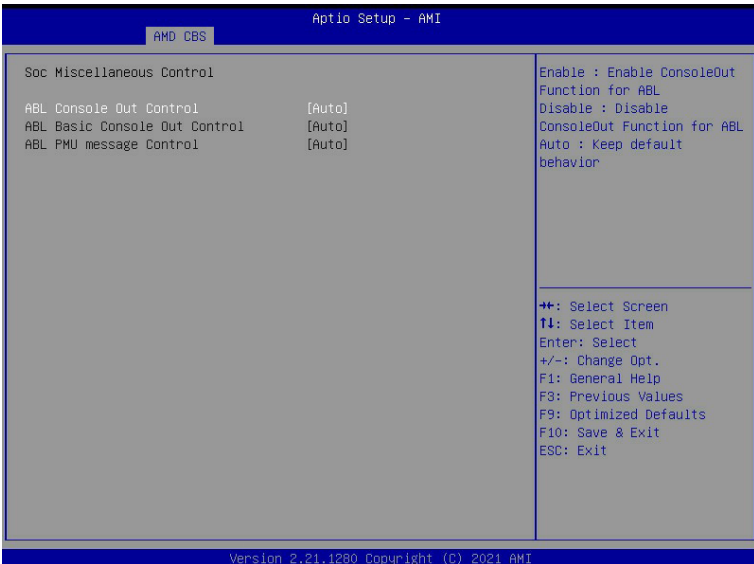 Aptio Setup – AMI
AMD CBS
Soc Miscellaneous Control
ABL Console Out Control [Auto]
ABL Basic Console Out Control [Auto]
ABL PMU message Control [Auto]
Enable : Enable ConsoleOut
Function for ABL
Disable : Disable
ConsoleOut Function for ABL
Auto : Keep default
behavior
→←: Select Screen
↑↓: Select Item
Enter: Select
+/-: Change Opt.
F1: General Help
F3: Previous Values
F9: Optimized Defaults
F10: Save & Exit
ESC: Exit
Version 2.21.1280 Copyright (C) 2021 AMI